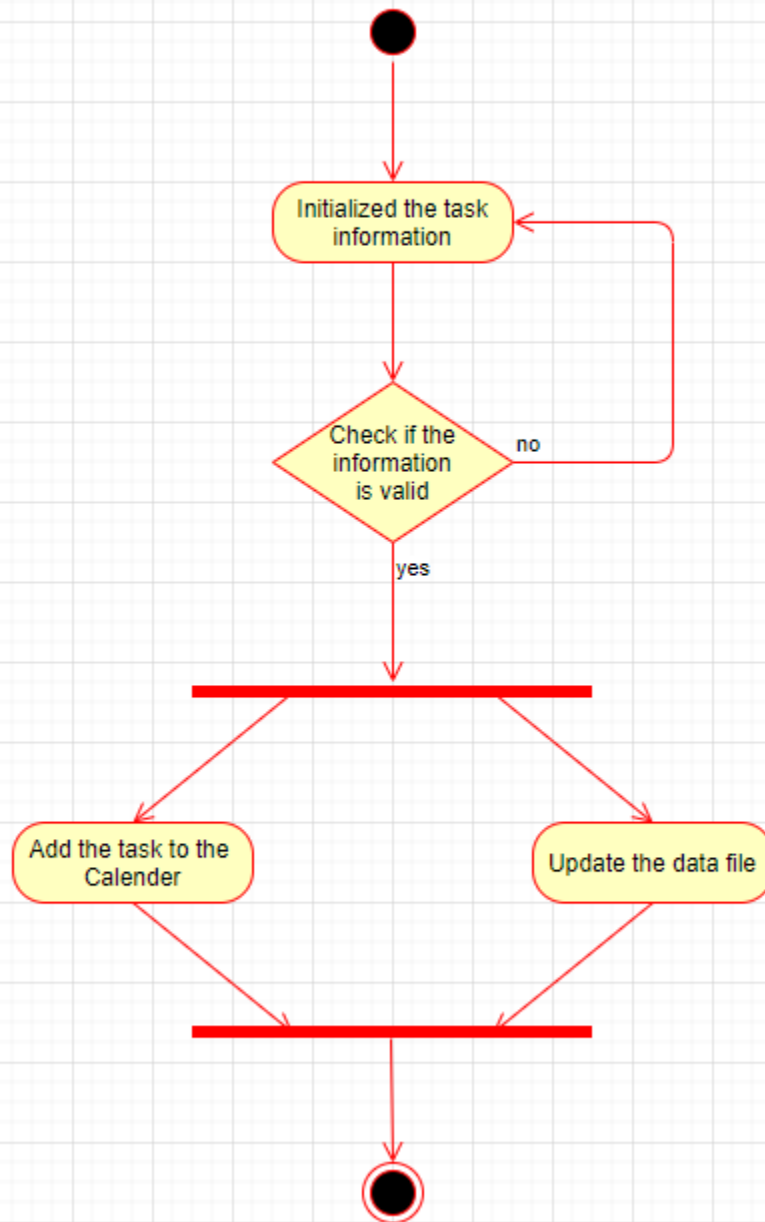 Initialized the task
information
Check if the
information
is valid
no
yes
Add the task to the
Calender
Update the data file